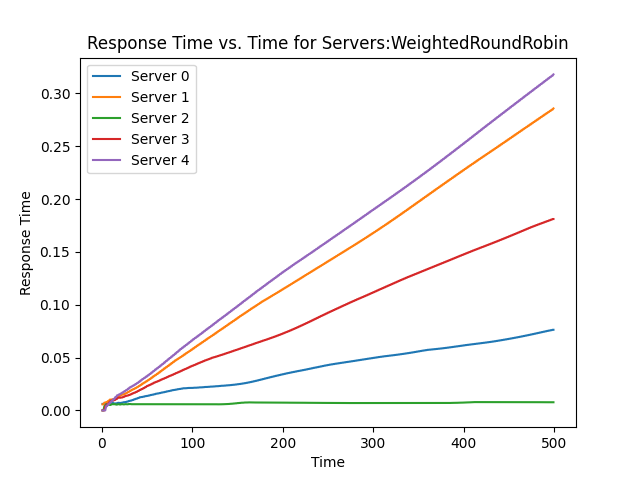 Response Time vs. Time for Servers:WeightedRoundRobin
Server 0
Server 1
Server 2
Server 3
Server 4
0.30
0.25
0.20
0.15
0.10
0.05
0.00
Response Time
0 100 200 300 400 500
Time